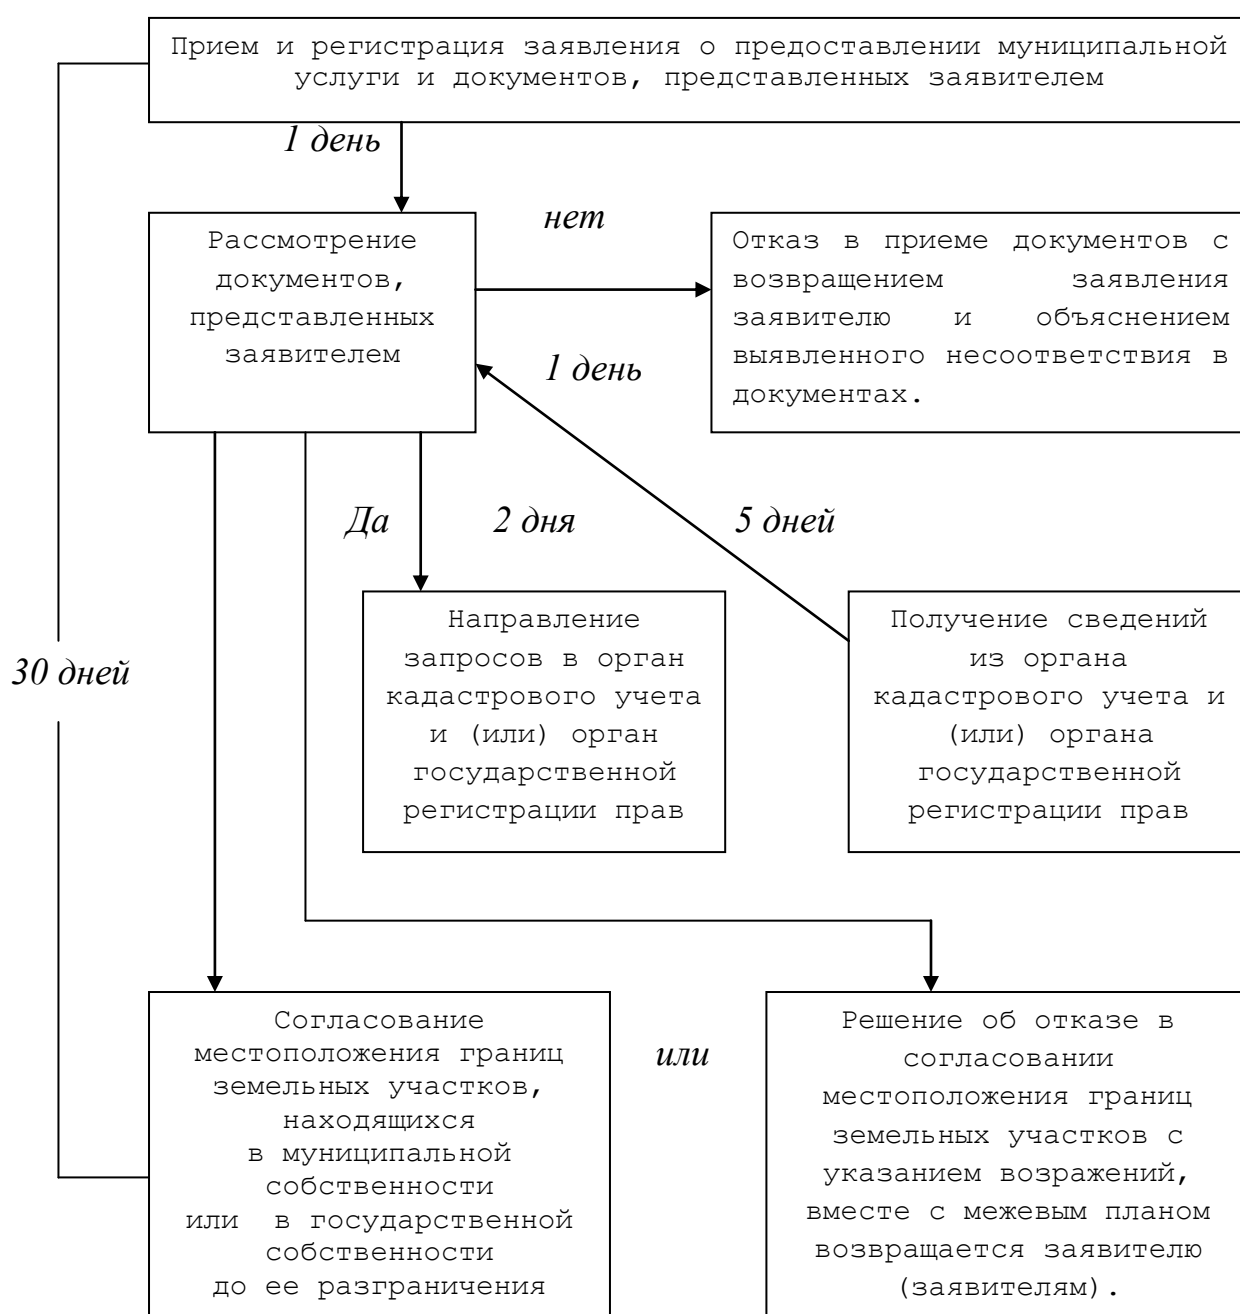 Прием и регистрация заявления о предоставлении муниципальной
услуги и документов, представленных заявителем
1 день
Рассмотрение
документов,
представленных
заявителем
нет
Отказ в приеме документов с
возвращением заявления
заявителю и объяснением
выявленного несоответствия в
документах.
1 день
Да
2 дня
5 дней
Направление
запросов в орган
кадастрового учета
и (или) орган
государственной
регистрации прав
Получение сведений
из органа
кадастрового учета и
(или) органа
государственной
регистрации прав
30 дней
Согласование
местоположения границ
земельных участков,
находящихся
в муниципальной
собственности
или в государственной
собственности
до ее разграничения
или
Решение об отказе в
согласовании
местоположения границ
земельных участков с
указанием возражений,
вместе с межевым планом
возвращается заявителю
(заявителям).